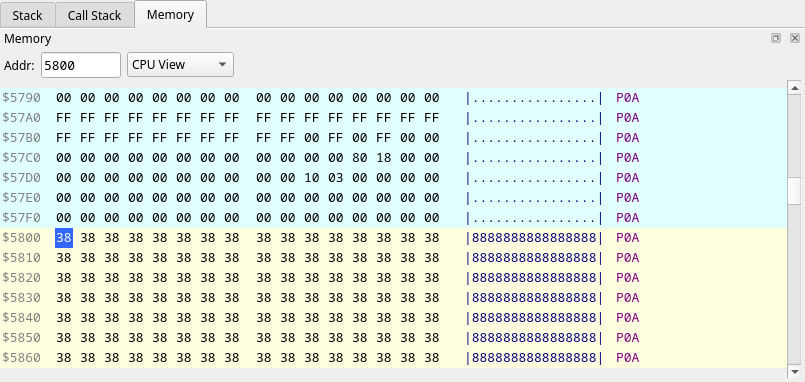 Stack Call Stack Memory
Memory
Addr: 5800 CPU View
$5790 00 00 00 00 00 00 00 00 00 00 00 00 00 00 00 00 |................| P0A
$57A0 FF FF FF FF FF FF FF FF FF FF FF FF FF FF FF FF |................| P0A
$57B0 FF FF FF FF FF FF FF FF FF FF 00 FF 00 FF 00 00 |................| P0A
$57C0 00 00 00 00 00 00 00 00 00 00 00 00 80 18 00 00 |................| P0A
$57D0 00 00 00 00 00 00 00 00 00 00 10 03 00 00 00 00 |................| P0A
$57E0 00 00 00 00 00 00 00 00 00 00 00 00 00 00 00 00 |................| P0A
$57F0 00 00 00 00 00 00 00 00 00 00 00 00 00 00 00 00 |................| P0A
$5800 38 38 38 38 38 38 38 38 38 38 38 38 38 38 38 38 |8888888888888888| P0A
$5810 38 38 38 38 38 38 38 38 38 38 38 38 38 38 38 38 |8888888888888888| P0A
$5820 38 38 38 38 38 38 38 38 38 38 38 38 38 38 38 38 |8888888888888888| P0A
$5830 38 38 38 38 38 38 38 38 38 38 38 38 38 38 38 38 |8888888888888888| P0A
$5840 38 38 38 38 38 38 38 38 38 38 38 38 38 38 38 38 |8888888888888888| P0A
$5850 38 38 38 38 38 38 38 38 38 38 38 38 38 38 38 38 |8888888888888888| P0A
$5860 38 38 38 38 38 38 38 38 38 38 38 38 38 38 38 38 |8888888888888888| P0A